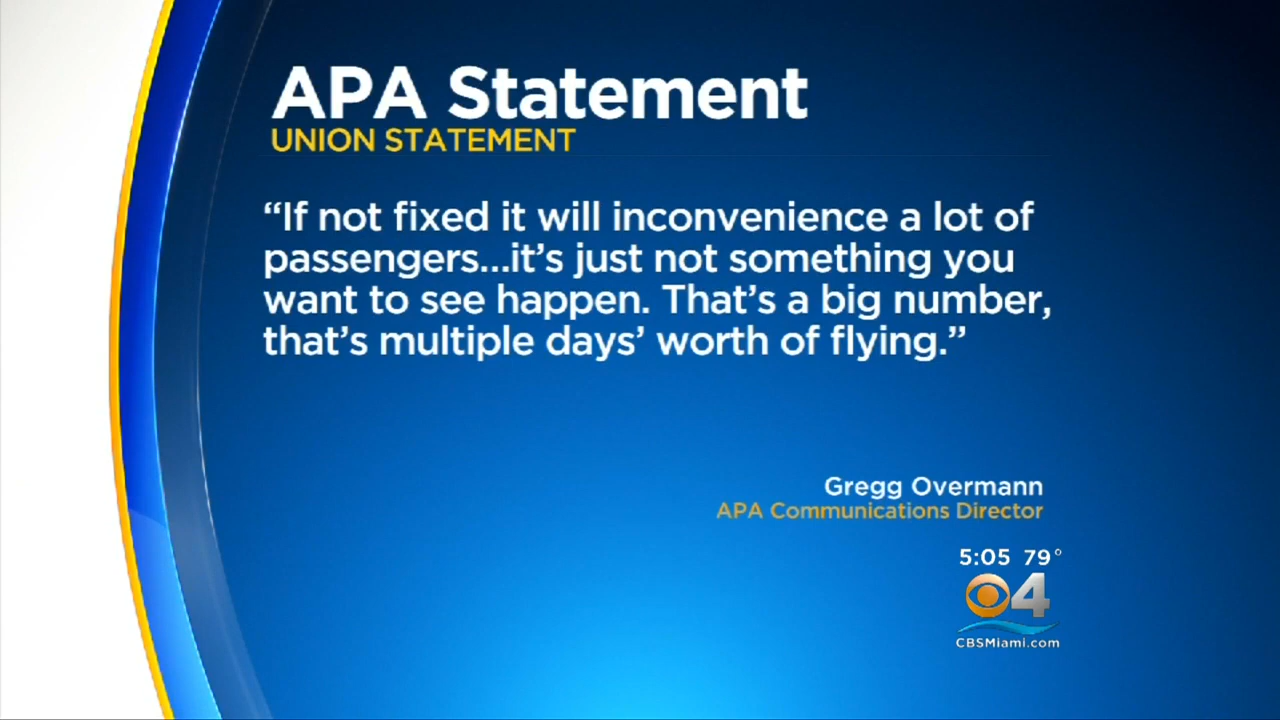 APA Statement
UNION STATEMENT
“If not fixed it will inconvenience a lot of
passengers...it’s just not something you
want to see happen. That’s a big number,
that’s multiple days’ worth of flying.”
Gregg Overmann
APA Communications Director
5:05 79°
4
CBSMiami.com